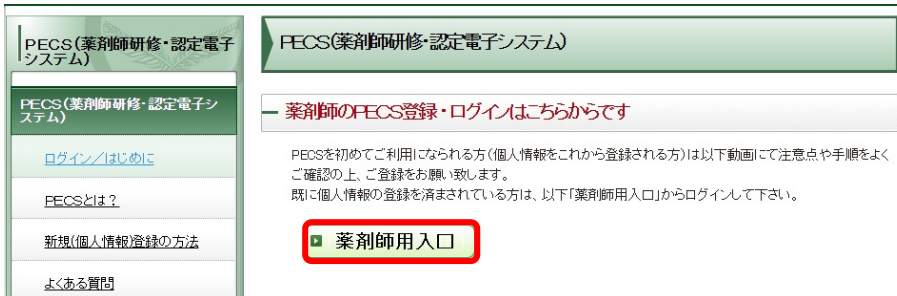 PECS(薬剤師研修・認定電子
システム)
PECS(薬剤師研修・認定電子シ
ステム)
ログイン／はじめに
PECSとは？
新規(個人情報)登録の方法
よくある質問
PECS(薬剤師研修・認定電子システム)
薬剤師のPECS登録・ログインはこちらからです
PECSを初めてご利用になられる方(個人情報をこれから登録される方)は以下動画にて注意点や手順をよく
ご確認の上、ご登録をお願い致します。
既に個人情報の登録を済まされている方は、以下「薬剤師用入口」からログインして下さい。
薬剤師用入口